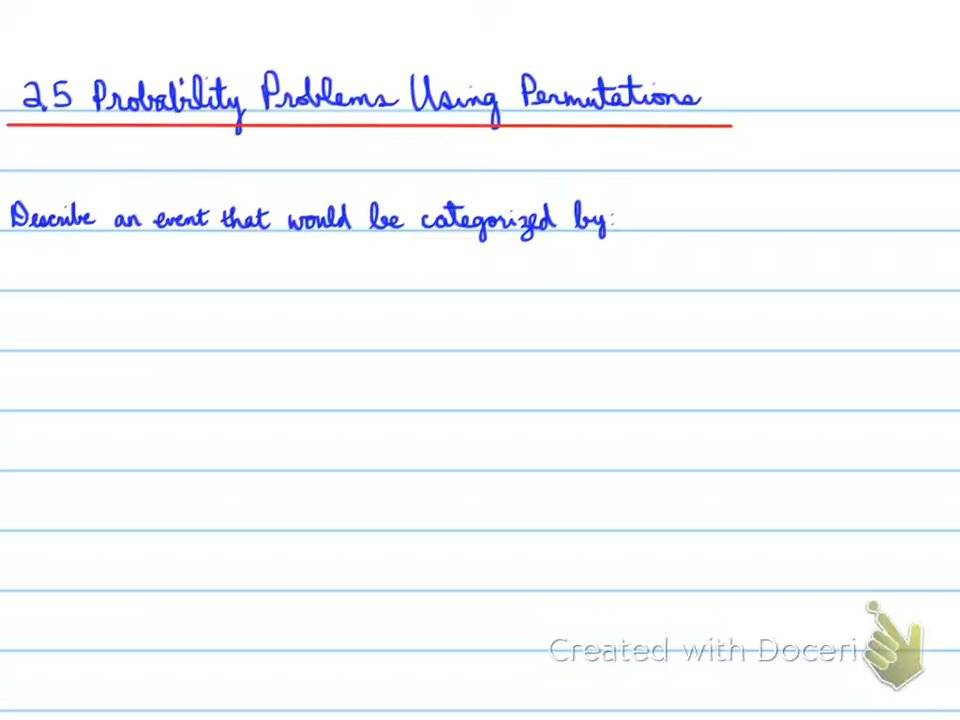 2.5 Probability Problems Using Permutations
Describe an event that would be categorized by:
Created with Doceri